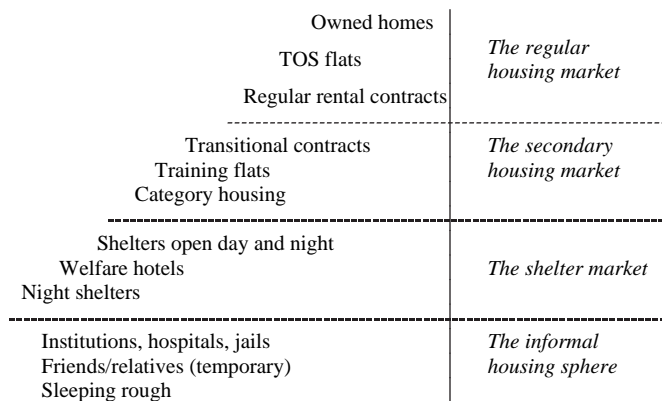 Owned homes
TOS flats
Regular rental contracts
The regular
housing market
Transitional contracts
Training flats
Category housing
The secondary
housing market
Shelters open day and night
Welfare hotels
Night shelters
The shelter market
Institutions, hospitals, jails
Friends/relatives (temporary)
Sleeping rough
The informal
housing sphere